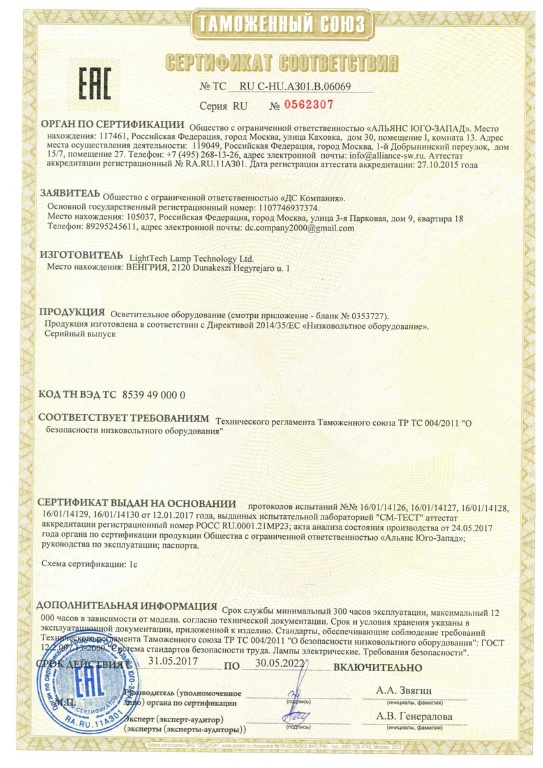 ТАМОЖЕННЫЙ СОЮЗ
СЕРТИФИКАТ СООТВЕТСТВИЯ
ЕАС
№ ТС RU C-HU.АЗ01.В.06069
Серия RU № 0562307
ОРГАН ПО СЕРТИФИКАЦИИ Общество с ограниченной ответственностью «АЛЬЯНС ЮГО-ЗАПАД». Место
нахождения: 117461, Российская Федерация, город Москва, улица Каховка, дом 30, помещение I, комната 13. Адрес
места осуществления деятельности: 119049, Российская Федерация, город Москва, 1-й Добрынинский переулок, дом
15/7, помещение 27. Телефон: +7 (495) 268-13-26, адрес электронной почты: info@alliance-sw.ru. Аттестат
аккредитации регистрационный № RA.RU.11АЗ01. Дата регистрации аттестата аккредитации: 27.10.2015 года
ЗАЯВИТЕЛЬ Общество с ограниченной ответственностью «ДС Компания».
Основной государственный регистрационный номер: 1107746937374.
Место нахождения: 105037, Российская Федерация, город Москва, улица 3-я Парковая, дом 9, квартира 18
Телефон: 89295245611, адрес электронной почты: dc.company2000@gmail.com
ИЗГОТОВИТЕЛЬ LightTech Lamp Technology Ltd.
Место нахождения: ВЕНГРИЯ, 2120 Dunakeszi Hegyrejaro u. 1
ПРОДУКЦИЯ Осветительное оборудование (смотри приложение - бланк № 0353727).
Продукция изготовлена в соответствии с Директивой 2014/35/ЕС «Низковольтное оборудование».
Серийный выпуск
КОД ТН ВЭД ТС 8539 49 000 0
СООТВЕТСТВУЕТ ТРЕБОВАНИЯМ Технического регламента Таможенного союза ТР ТС 004/2011 "О
безопасности низковольтного оборудования"
СЕРТИФИКАТ ВЫДАН НА ОСНОВАНИИ протоколов испытаний №№ 16/01/14126, 16/01/14127, 16/01/14128,
16/01/14129, 16/01/14130 от 12.01.2017 года, выданных испытательной лабораторией "СМ-ТЕСТ" аттестат
аккредитации регистрационный номер РОСС RU.0001.21МР23; акта анализа состояния производства от 24.05.2017
года органа по сертификации продукции Общества с ограниченной ответственностью «Альянс Юго-Запад»;
руководства по эксплуатации; паспорта.
Схема сертификации: 1с
ДОПОЛНИТЕЛЬНАЯ ИНФОРМАЦИЯ Срок службы минимальный 300 часов эксплуатации, максимальный 12
000 часов в зависимости от модели. согласно технической документации. Срок и условия хранения указаны в
эксплуатационной документации, приложенной к изделию. Стандарты, обеспечивающие соблюдение требований
Технического регламента Таможенного союза ТР ТС 004/2011 "О безопасности низковольтного оборудования": ГОСТ
12.2.007.13-2000 "Система стандартов безопасности труда. Лампы электрические. Требования безопасности".
СРОК ДЕЙСТВИЯ С 31.05.2017 ПО 30.05.2022 ВКЛЮЧИТЕЛЬНО
М.П.
ЕАС
RA.RU.11АЗ01
Руководитель (уполномоченное
лицо) органа по сертификации
(подпись)
А.А. Звягин
(инициалы, фамилия)
Эксперт (эксперт-аудитор)
(эксперты (эксперты-аудиторы))
(подпись)
А.В. Генералова
(инициалы, фамилия)